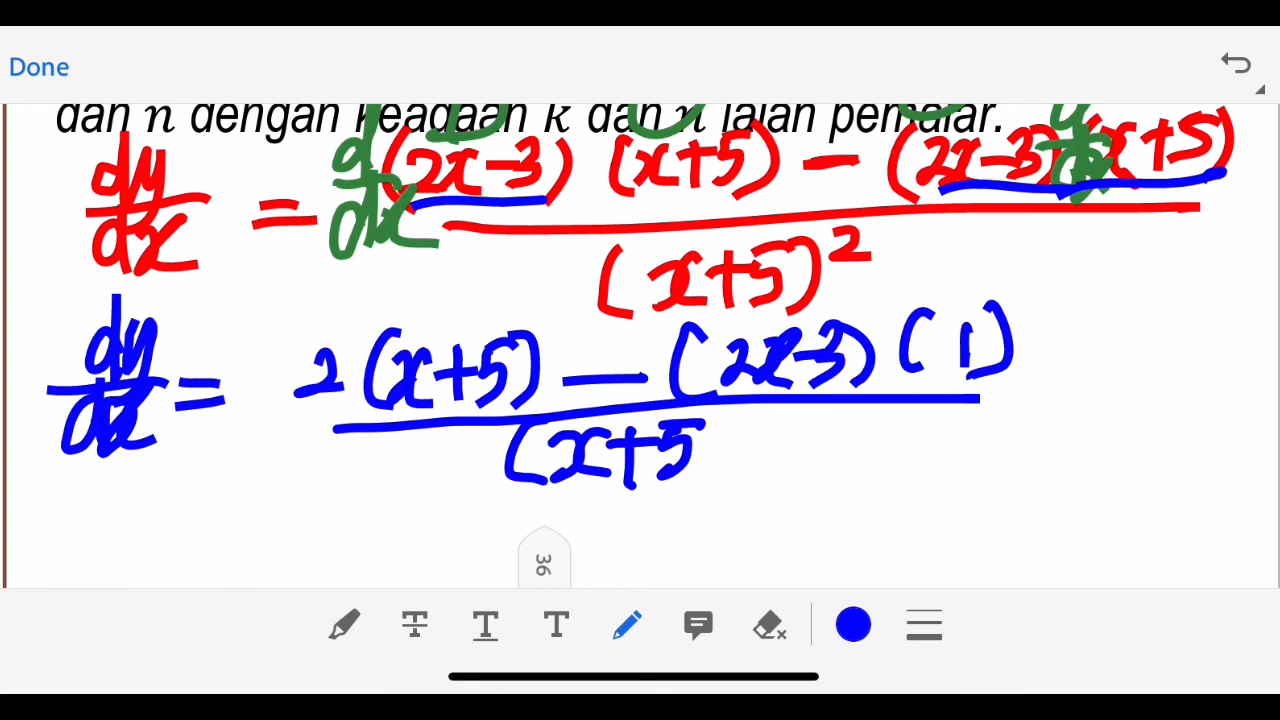 Done
dan n dengan keadaan k dan n ialah pemalar.
dy/dx = d/dx (2x-3) (x+5) - (2x-3) d/dx (x+5)
(x+5)²
dy/dx = 2(x+5) - (2x-3)(1)
(x+5
36
T T T